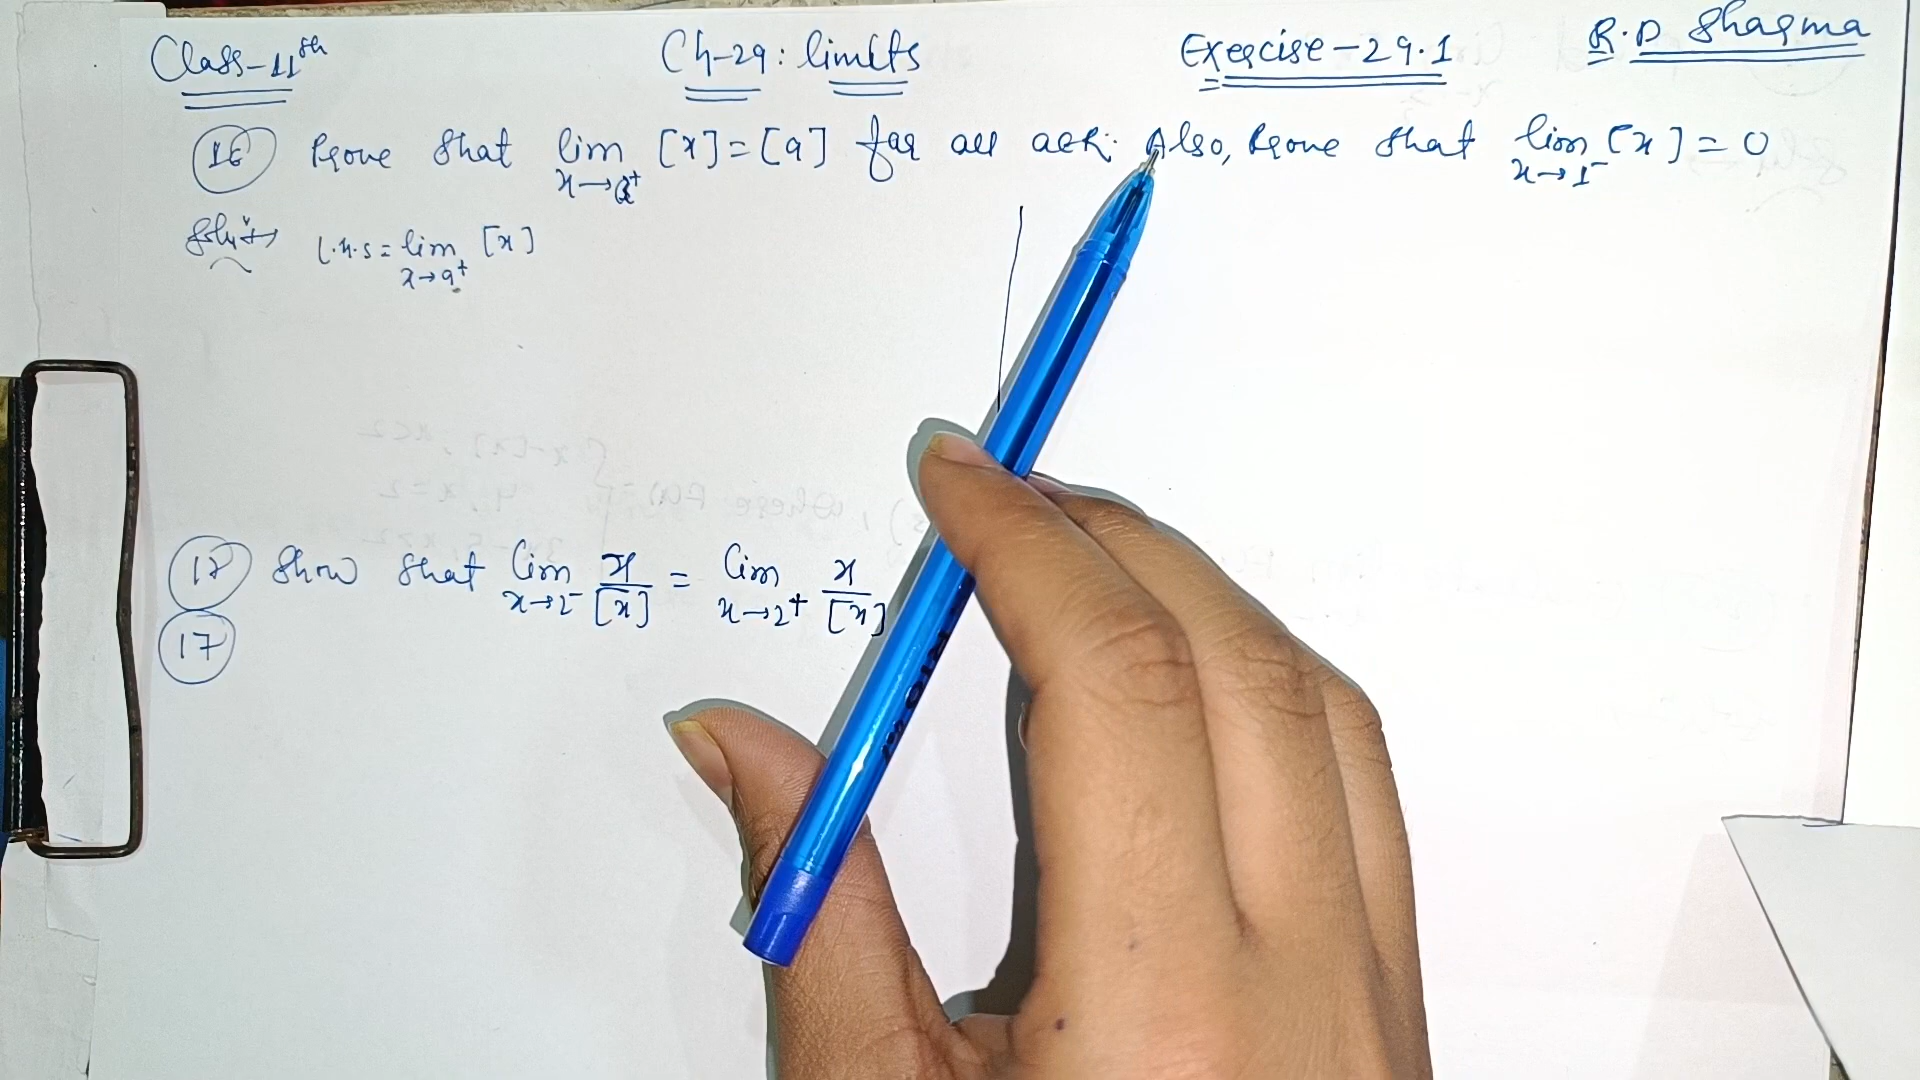 Class-11th Ch-29: limits Exercise-29.1 R.D Sharma
16 Prove that lim x→a+ [x]=[a] for all a∈R. Also, Prove that lim x→1- [x]=0
Soln→ L.H.S = lim x→a+ [x]
17 Show that lim x→2- x/[x] = lim x→2+ x/[x]
17